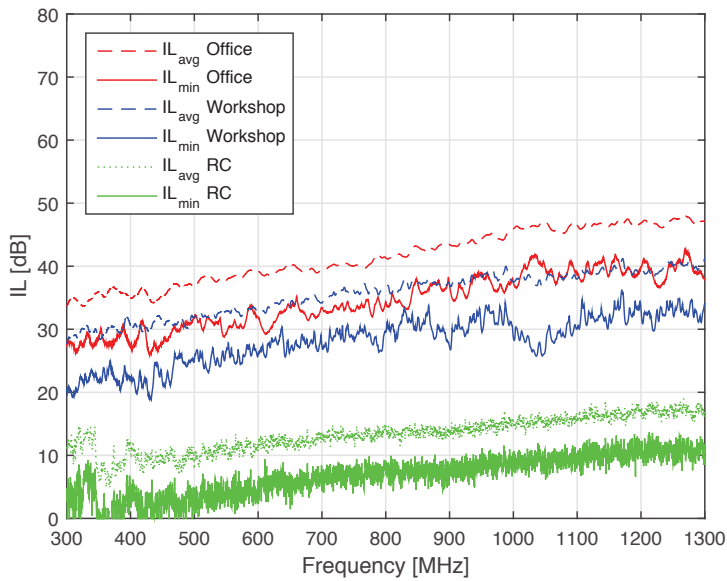 80
70
60
50
40
30
20
10
0
IL [dB]
IL_avg Office
IL_min Office
IL_avg Workshop
IL_min Workshop
IL_avg RC
IL_min RC
300 400 500 600 700 800 900 1000 1100 1200 1300
Frequency [MHz]